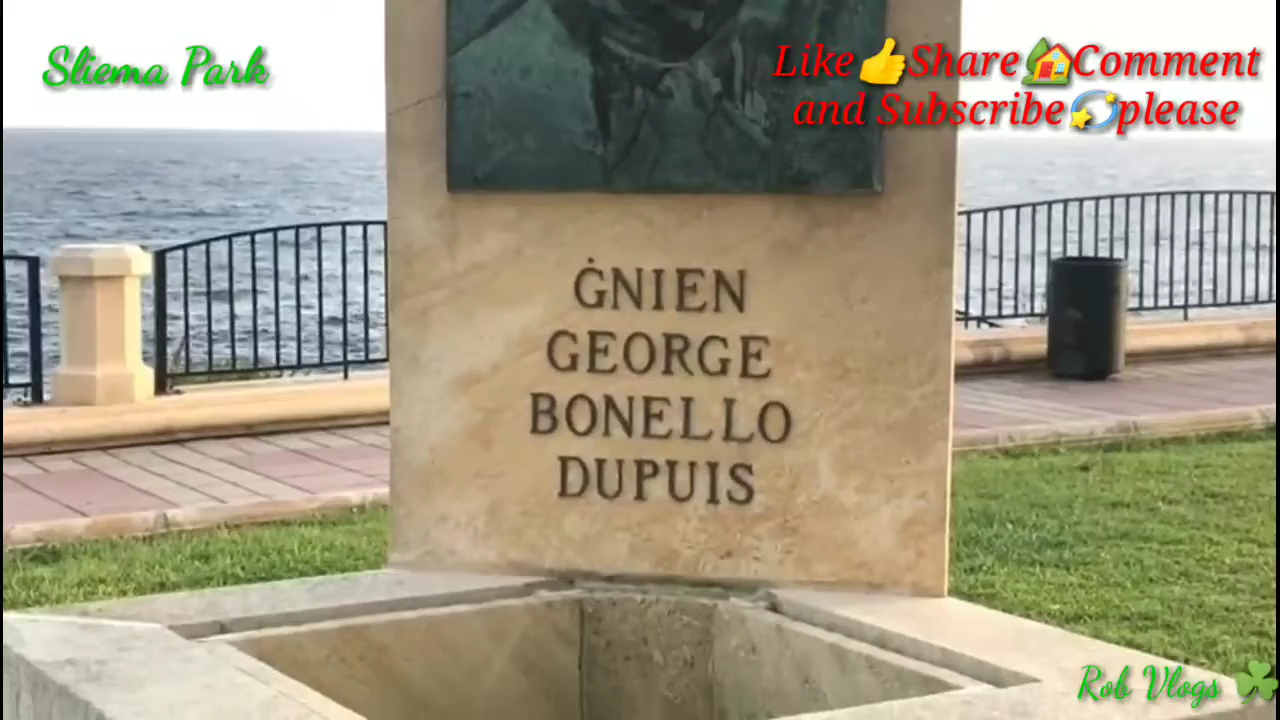 Sliema Park
Like👍Share🏡Comment
and Subscribe💫please
ĠNIEN
GEORGE
BONELLO
DUPUIS
Rob Vlogs ☘